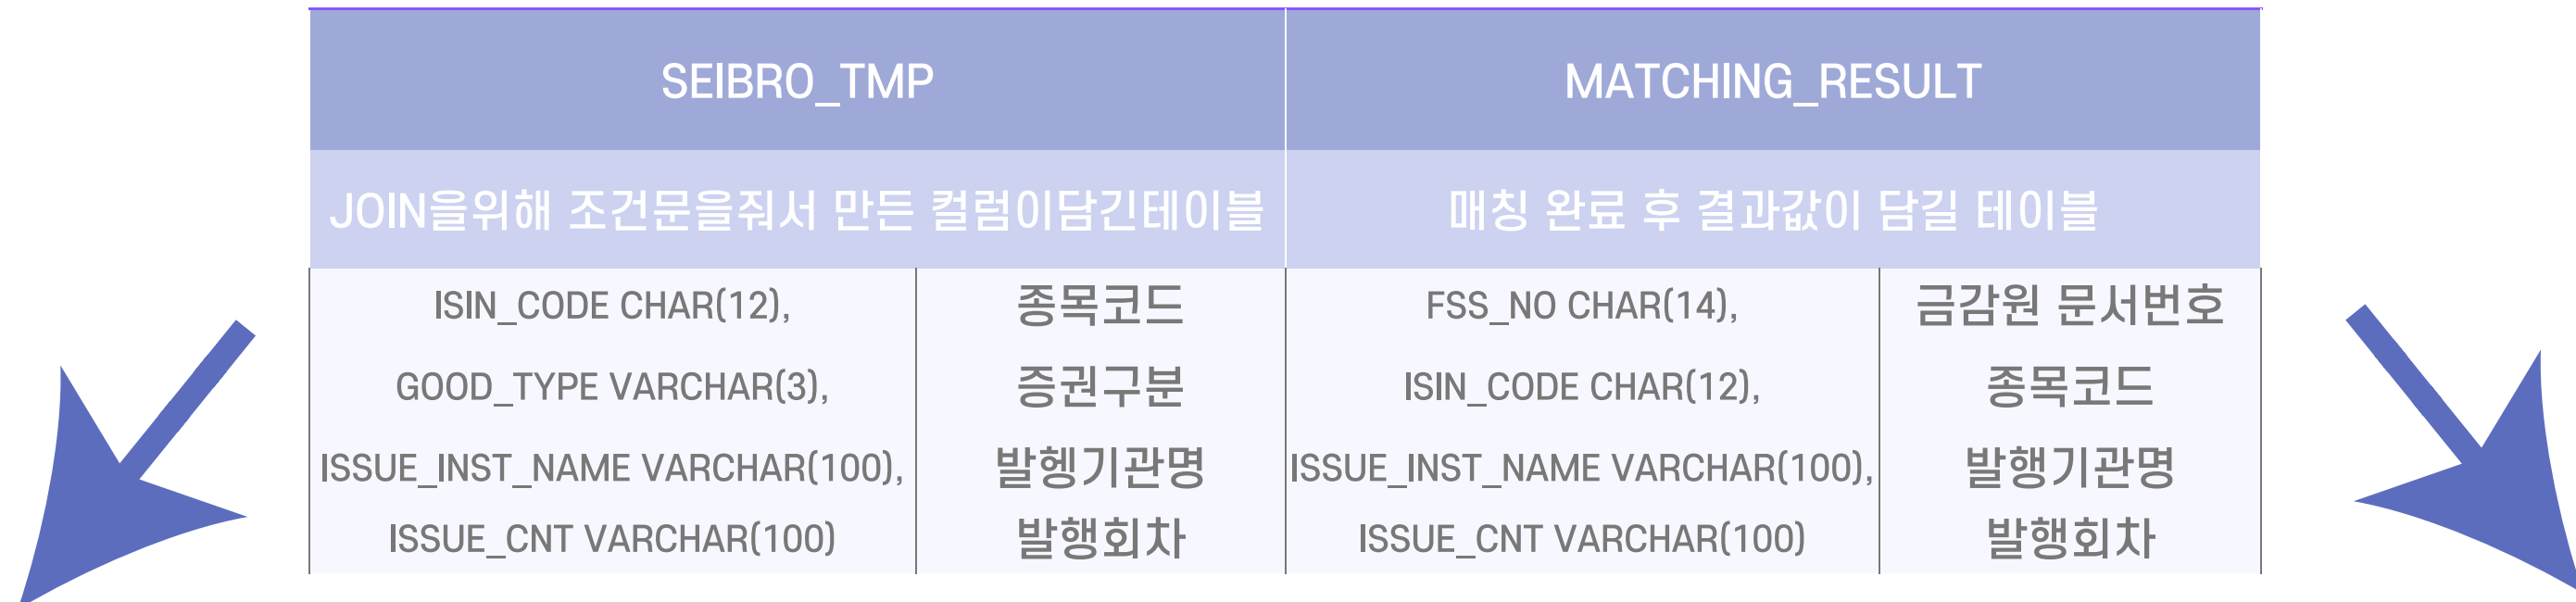 SEIBRO_TMP
MATCHING_RESULT
JOIN을위해 조건문을줘서 만든 컬럼이담긴테이블
매칭 완료 후 결과값이 담길 테이블
ISIN_CODE CHAR(12),
종목코드
FSS_NO CHAR(14),
금감원 문서번호
GOOD_TYPE VARCHAR(3),
증권구분
ISIN_CODE CHAR(12),
종목코드
ISSUE_INST_NAME VARCHAR(100),
발헹기관명
ISSUE_INST_NAME VARCHAR(100),
발행기관명
ISSUE_CNT VARCHAR(100)
발행회차
ISSUE_CNT VARCHAR(100)
발행회차